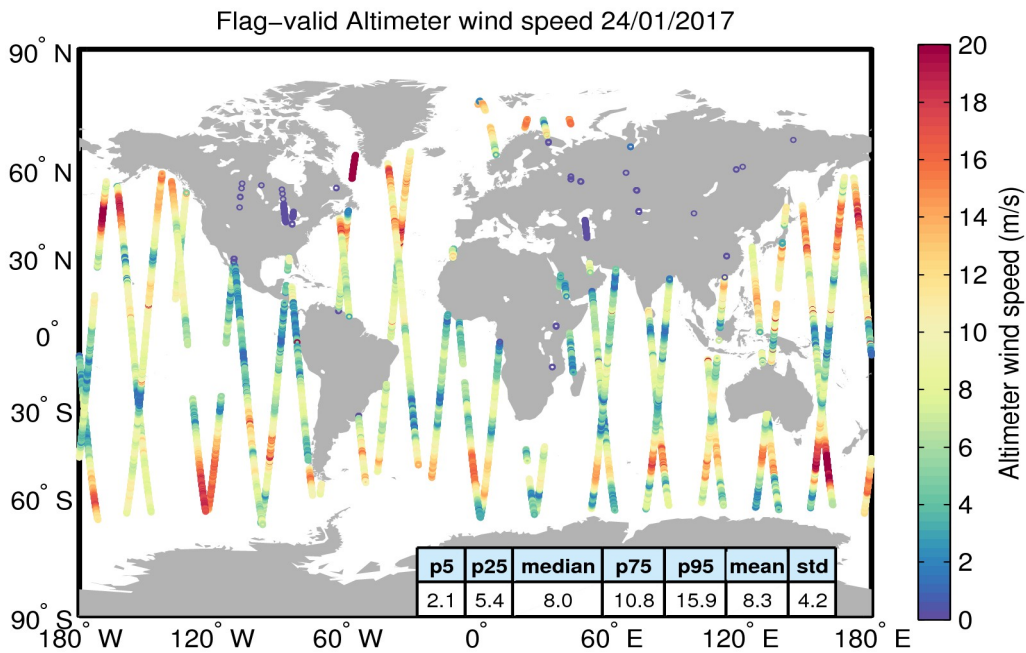 Flag−valid Altimeter wind speed 24/01/2017
90° N
60° N
30° N
0°
30° S
60° S
90° S
180° W
120° W
60° W
0°
60° E
120° E
180° E
p5 p25 median p75 p95 mean std
2.1 5.4 8.0 10.8 15.9 8.3 4.2
20
18
16
14
12
10
8
6
4
2
0
Altimeter wind speed (m/s)